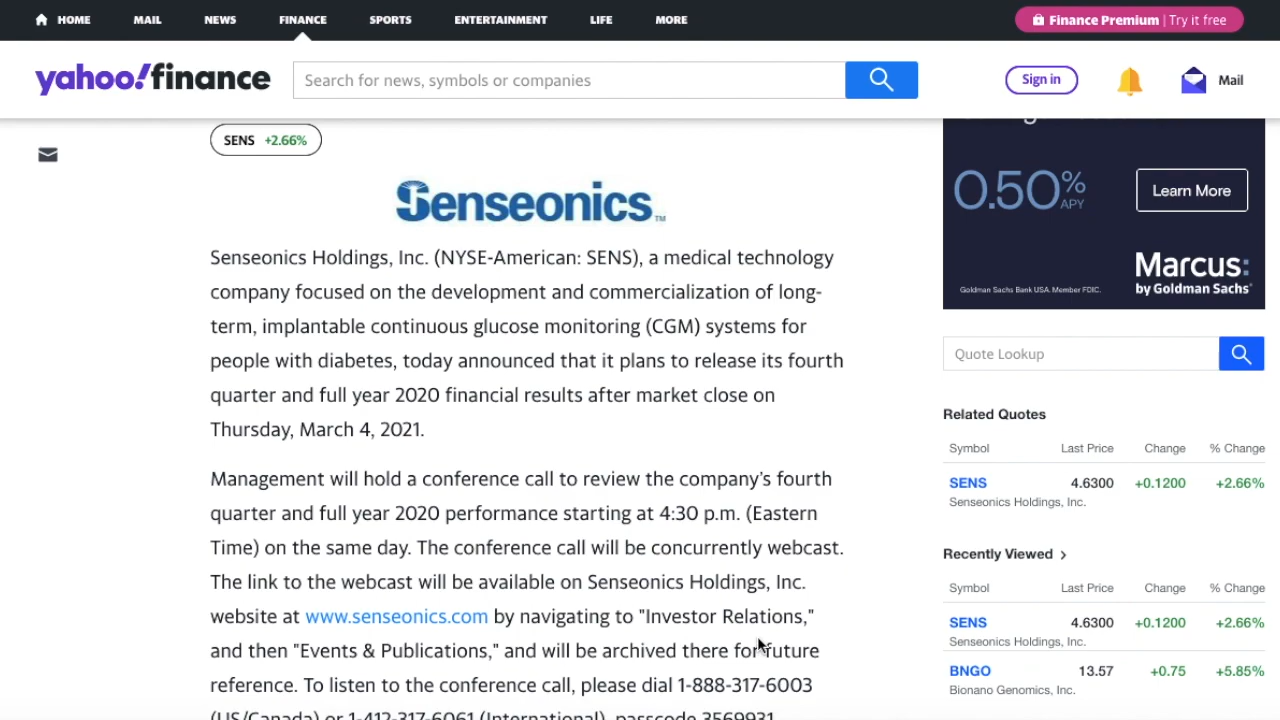 HOME MAIL NEWS FINANCE SPORTS ENTERTAINMENT LIFE MORE Finance Premium | Try it free
yahoo!finance Search for news, symbols or companies Sign in Mail
SENS +2.66%
Senseonics™
Senseonics Holdings, Inc. (NYSE-American: SENS), a medical technology
company focused on the development and commercialization of long-
term, implantable continuous glucose monitoring (CGM) systems for
people with diabetes, today announced that it plans to release its fourth
quarter and full year 2020 financial results after market close on
Thursday, March 4, 2021.
Management will hold a conference call to review the company's fourth
quarter and full year 2020 performance starting at 4:30 p.m. (Eastern
Time) on the same day. The conference call will be concurrently webcast.
The link to the webcast will be available on Senseonics Holdings, Inc.
website at www.senseonics.com by navigating to "Investor Relations,"
and then "Events & Publications," and will be archived there for future
reference. To listen to the conference call, please dial 1-888-317-6003
(US/Canada) or 1-412-317-6061 (International), passcode 3569931
0.50% APY Learn More
Marcus:
by Goldman Sachs®
Goldman Sachs Bank USA. Member FDIC.
Quote Lookup
Related Quotes
Symbol Last Price Change % Change
SENS 4.6300 +0.1200 +2.66%
Senseonics Holdings, Inc.
Recently Viewed >
Symbol Last Price Change % Change
SENS 4.6300 +0.1200 +2.66%
Senseonics Holdings, Inc.
BNGO 13.57 +0.75 +5.85%
Bionano Genomics, Inc.